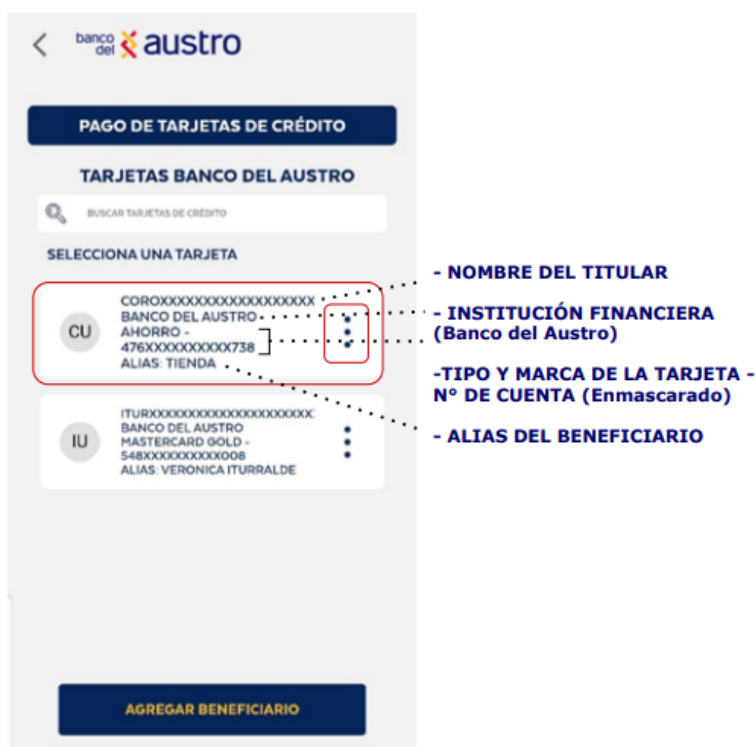 banco del austro
PAGO DE TARJETAS DE CRÉDITO
TARJETAS BANCO DEL AUSTRO
BUSCAR TARJETAS DE CRÉDITO
SELECCIONA UNA TARJETA
CU
COROXXXXXXXXXXXXXXXXXXX
BANCO DEL AUSTRO
AHORRO -
476XXXXXXXXXX738
ALIAS: TIENDA
IU
ITURXXXXXXXXXXXXXXXXXXXXX:
BANCO DEL AUSTRO
MASTERCARD GOLD -
548XXXXXXXXXX008
ALIAS: VERONICA ITURRALDE
AGREGAR BENEFICIARIO
- NOMBRE DEL TITULAR
- INSTITUCIÓN FINANCIERA
(Banco del Austro)
-TIPO Y MARCA DE LA TARJETA -
N° DE CUENTA (Enmascarado)
- ALIAS DEL BENEFICIARIO